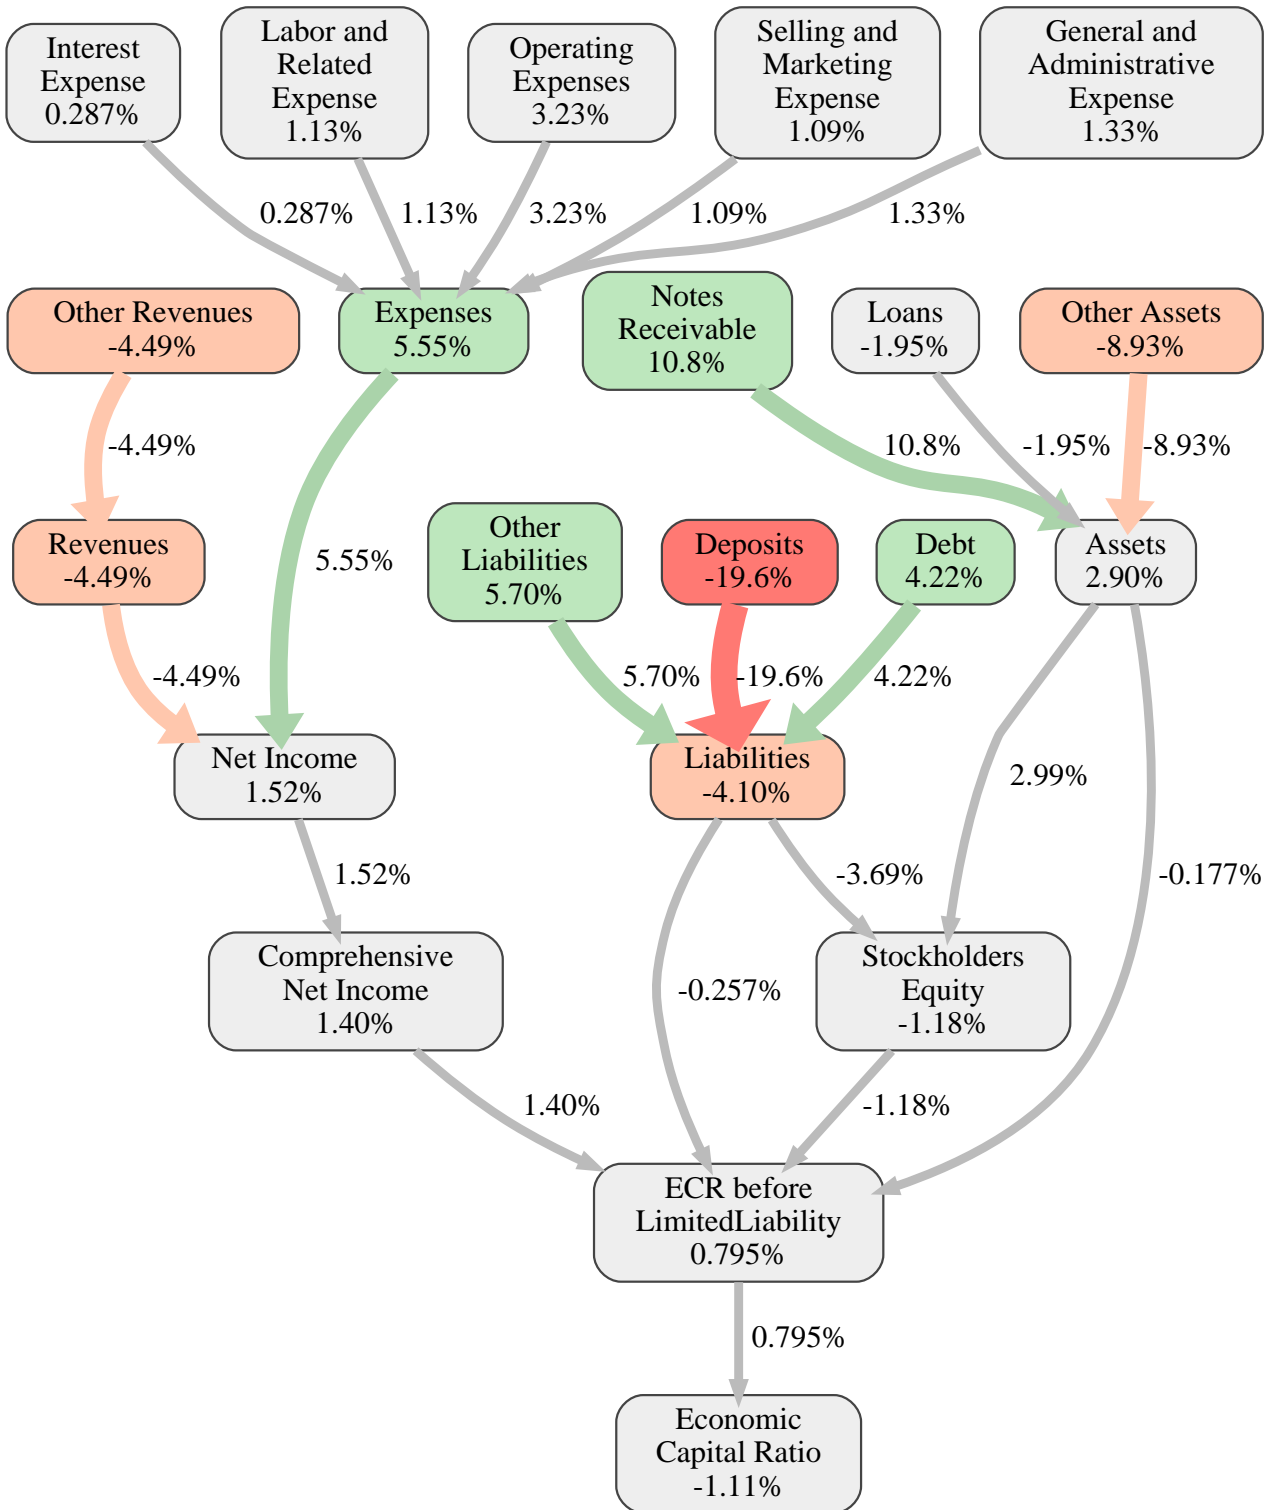 Interest
Expense
0.287%
Labor and
Related
Expense
1.13%
Operating
Expenses
3.23%
Selling and
Marketing
Expense
1.09%
General and
Administrative
Expense
1.33%
0.287%
1.13%
3.23%
1.09%
1.33%
Other Revenues
-4.49%
Expenses
5.55%
Notes
Receivable
10.8%
Loans
-1.95%
Other Assets
-8.93%
-4.49%
10.8%
-1.95%
-8.93%
Revenues
-4.49%
5.55%
Other
Liabilities
5.70%
Deposits
-19.6%
Debt
4.22%
Assets
2.90%
-4.49%
5.70%
-19.6%
4.22%
Net Income
1.52%
Liabilities
-4.10%
2.99%
1.52%
-3.69%
-0.177%
Comprehensive
Net Income
1.40%
-0.257%
Stockholders
Equity
-1.18%
1.40%
-1.18%
ECR before
LimitedLiability
0.795%
0.795%
Economic
Capital Ratio
-1.11%